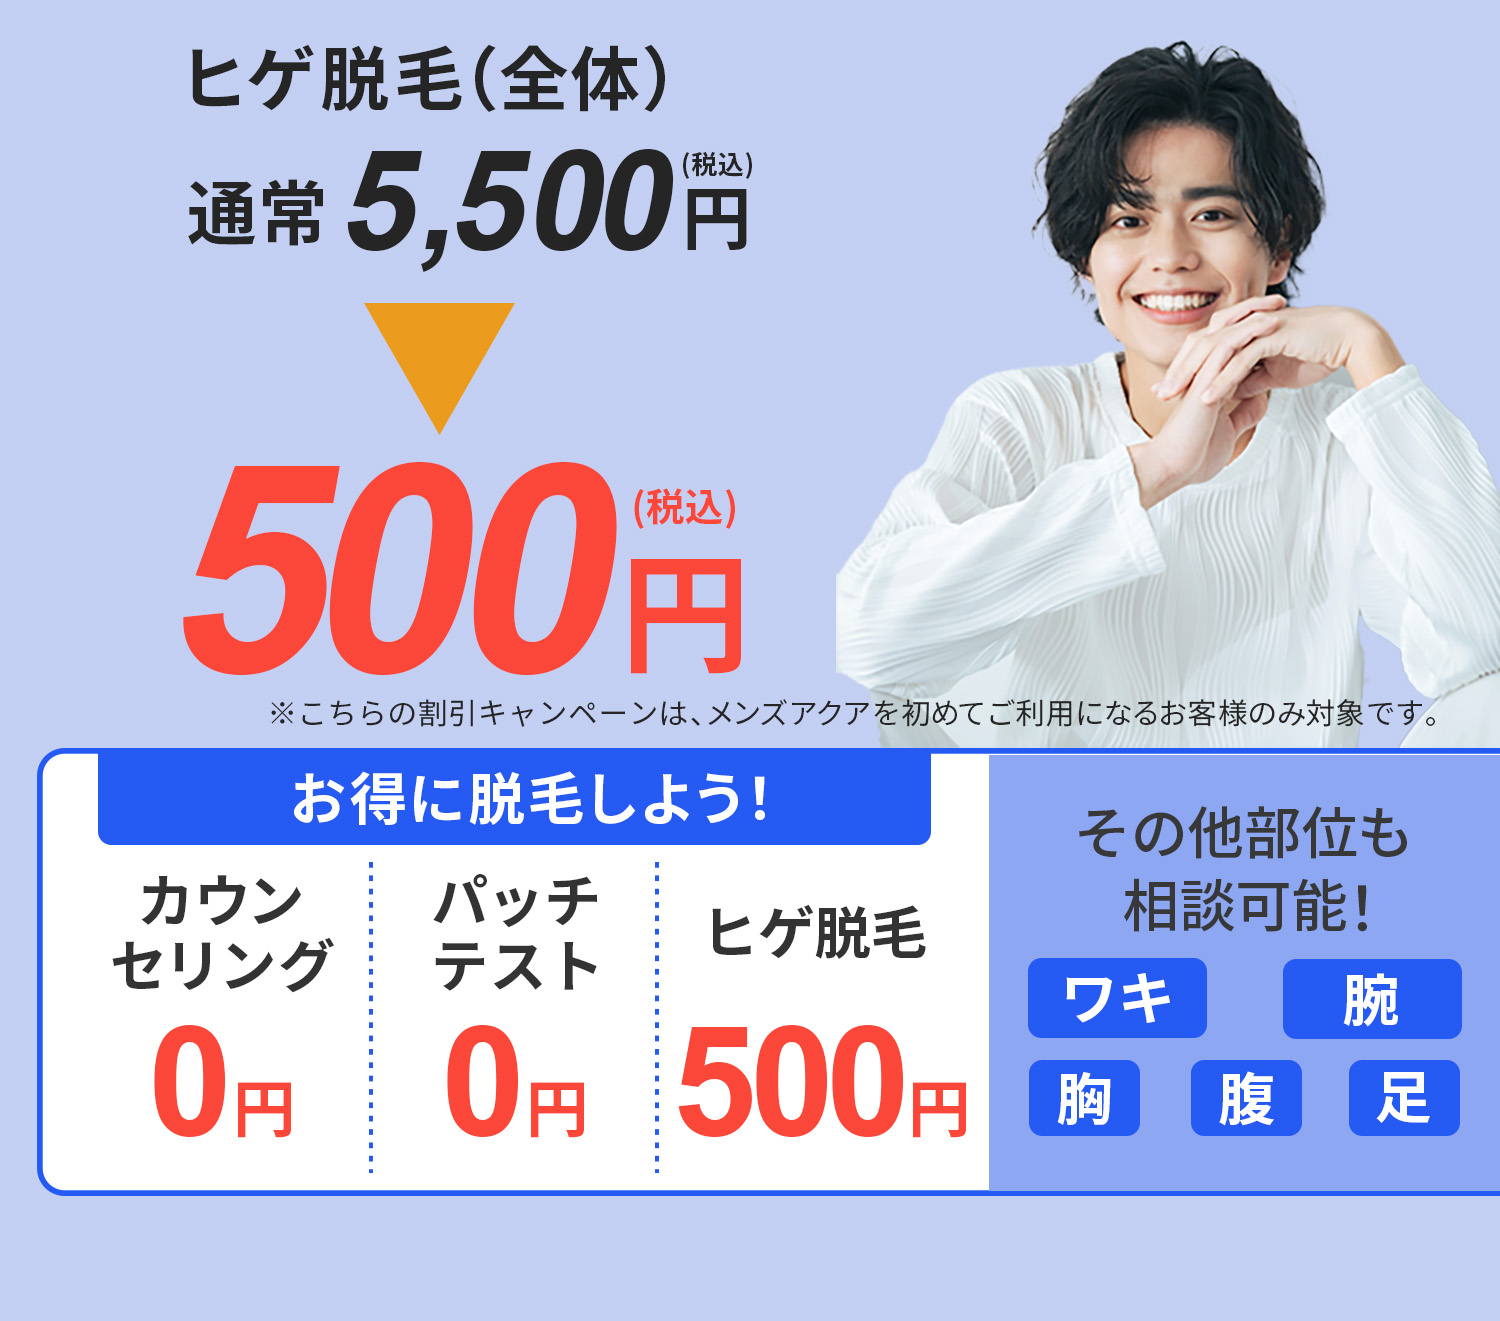 ヒゲ脱毛(全体)
通常 5,500円(税込)
500円(税込)
※こちらの割引キャンペーンは、メンズアクアを初めてご利用になるお客様のみ対象です。
お得に脱毛しよう!
カウン
セリング
0円
パッチ
テスト
0円
ヒゲ脱毛
500円
その他部位も
相談可能!
ワキ 腕
胸 腹 足